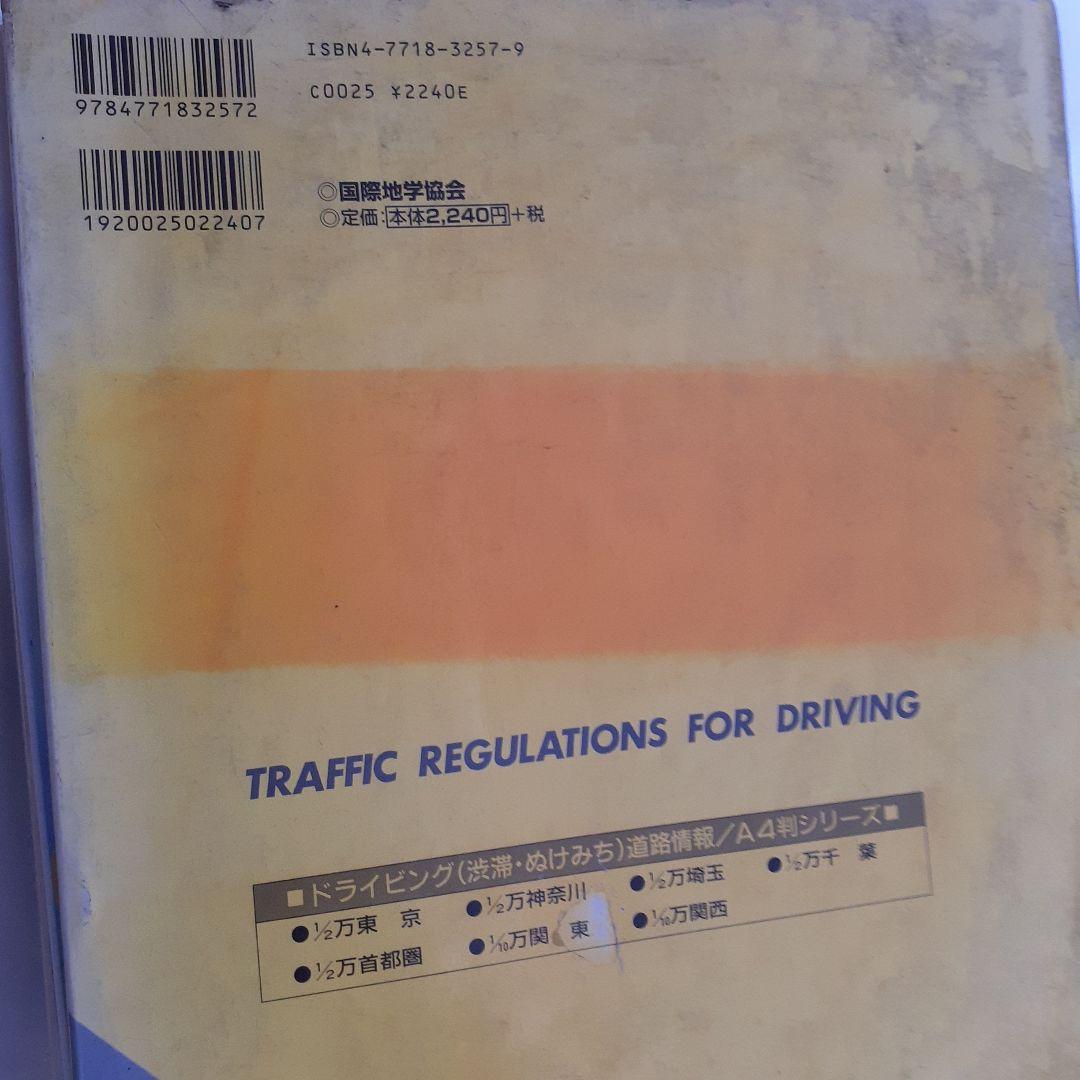 ISBN4-7718-3257-9
C0025 ¥2240E
9784771832572
1920025022407
◎国際地学協会
◎定価:本体2,240円+税
TRAFFIC REGULATIONS FOR DRIVING
■ドライビング(渋滞・ぬけみち)道路情報/A4判シリーズ■
●1/2万東 京 ●1/2万神奈川 ●1/2万埼玉 ●1/2万千 葉
●1/2万首都圏 ●1/10万関 東 ●1/10万関西